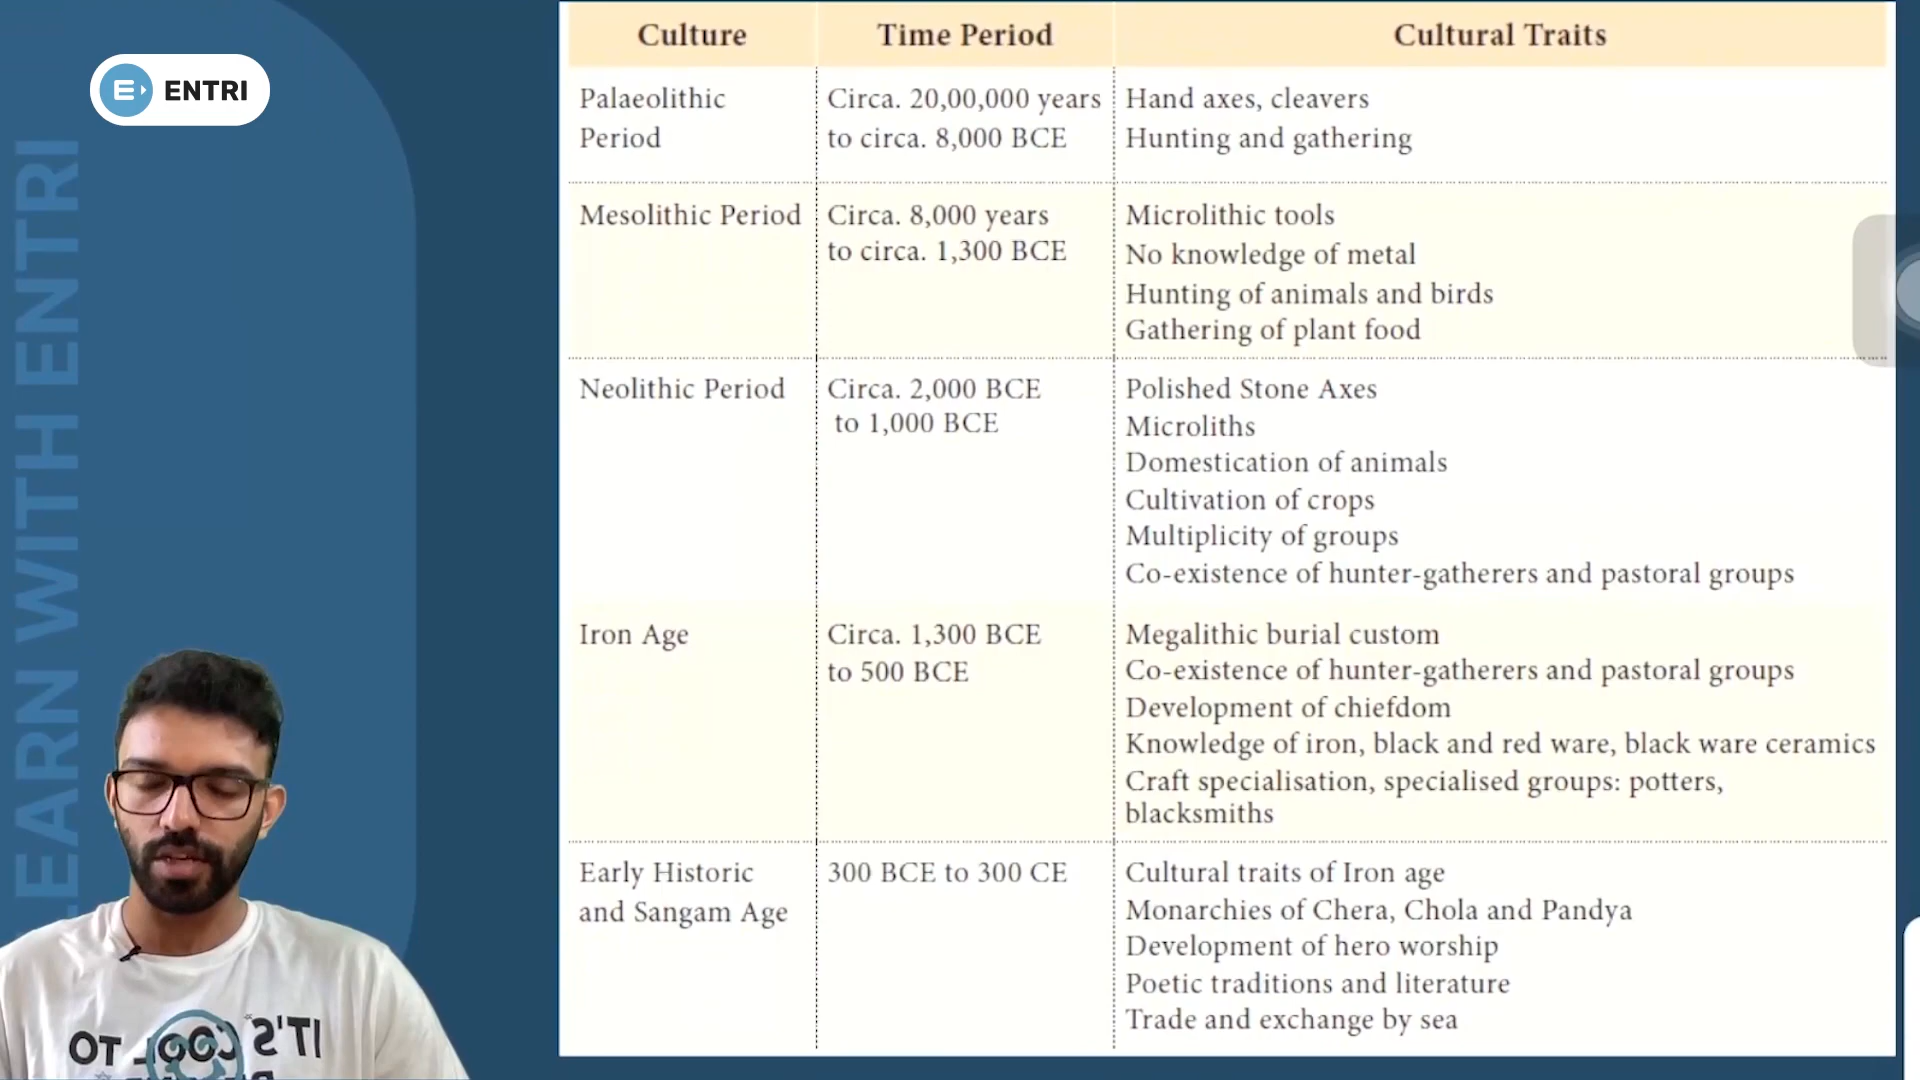 ENTRI
LEARN WITH ENTRI
Culture
Time Period
Cultural Traits
Palaeolithic
Period
Circa. 20,00,000 years
to circa. 8,000 BCE
Hand axes, cleavers
Hunting and gathering
Mesolithic Period
Circa. 8,000 years
to circa. 1,300 BCE
Microlithic tools
No knowledge of metal
Hunting of animals and birds
Gathering of plant food
Neolithic Period
Circa. 2,000 BCE
to 1,000 BCE
Polished Stone Axes
Microliths
Domestication of animals
Cultivation of crops
Multiplicity of groups
Co-existence of hunter-gatherers and pastoral groups
Iron Age
Circa. 1,300 BCE
to 500 BCE
Megalithic burial custom
Co-existence of hunter-gatherers and pastoral groups
Development of chiefdom
Knowledge of iron, black and red ware, black ware ceramics
Craft specialisation, specialised groups: potters,
blacksmiths
Early Historic
and Sangam Age
300 BCE to 300 CE
Cultural traits of Iron age
Monarchies of Chera, Chola and Pandya
Development of hero worship
Poetic traditions and literature
Trade and exchange by sea
IT'S COOL TO